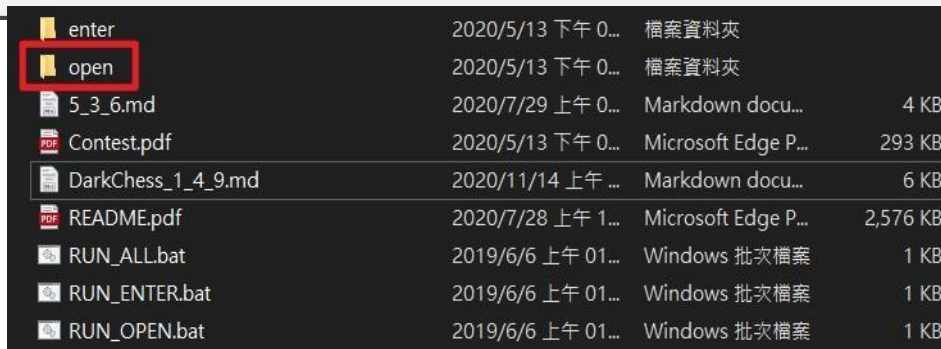 enter 2020/5/13 下午 0... 檔案資料夾
open 2020/5/13 下午 0... 檔案資料夾
5_3_6.md 2020/7/29 上午 0... Markdown docu... 4 KB
Contest.pdf 2020/5/13 下午 0... Microsoft Edge P... 293 KB
DarkChess_1_4_9.md 2020/11/14 上午 ... Markdown docu... 6 KB
README.pdf 2020/7/28 上午 1... Microsoft Edge P... 2,576 KB
RUN_ALL.bat 2019/6/6 上午 01... Windows 批次檔案 1 KB
RUN_ENTER.bat 2019/6/6 上午 01... Windows 批次檔案 1 KB
RUN_OPEN.bat 2019/6/6 上午 01... Windows 批次檔案 1 KB